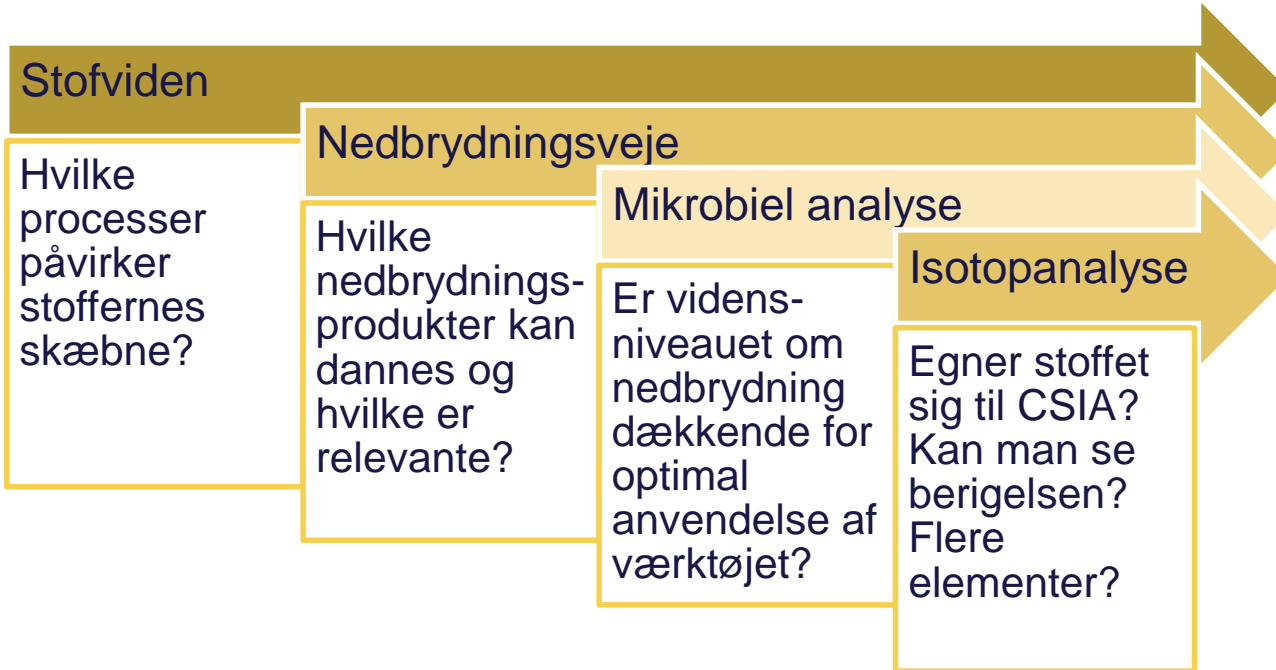 Stofviden
Hvilke
processer
påvirker
stoffernes
skæbne?
Nedbrydningsveje
Hvilke
nedbrydnings-
produkter kan
dannes og
hvilke er
relevante?
Mikrobiel analyse
Er videns-
niveauet om
nedbrydning
dækkende for
optimal
anvendelse af
værktøjet?
Isotopanalyse
Egner stoffet
sig til CSIA?
Kan man se
berigelsen?
Flere
elementer?